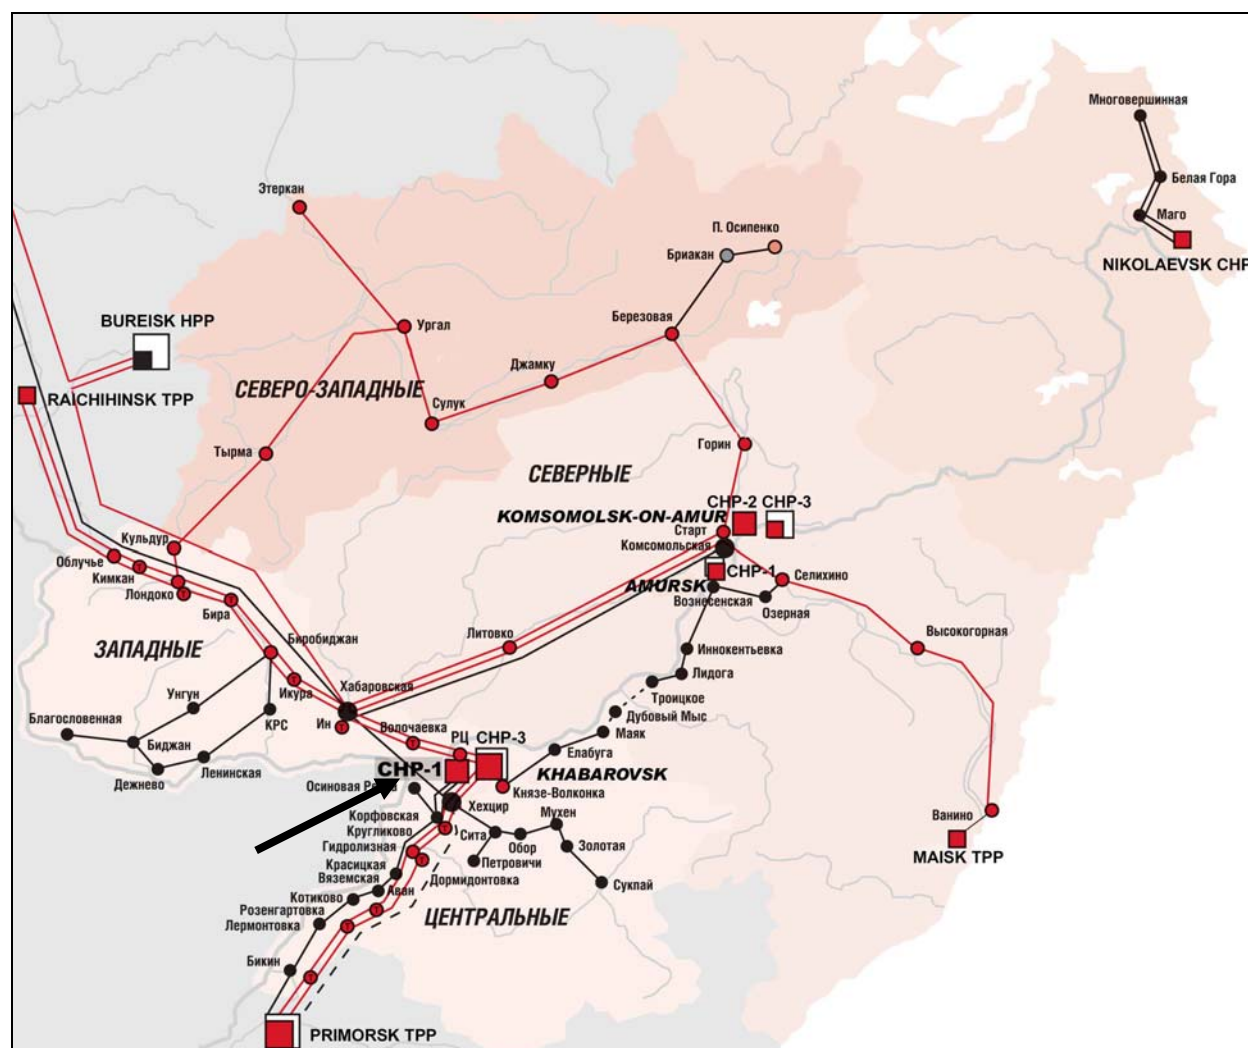 Многовершинная
Белая Гора
Маго
NIKOLAEVSK CHP
Этеркан
П. Осипенко
Бриакан
BUREISK HPP
Ургал
Березовая
RAICHIHINSK TPP
СЕВЕРО-ЗАПАДНЫЕ
Джамку
Сулук
Тырма
Горин
СЕВЕРНЫЕ
CHP-2
CHP-3
KOMSOMOLSK-ON-AMUR
Старт
Комсомольская
Кульдур
Облучье
Кимкан
Лондоко
Бира
CHP-1
AMURSK
Селихино
Вознесенская
Озерная
ЗАПАДНЫЕ
Биробиджан
Литовко
Высокогорная
Иннокентьевка
Лидога
Троицкое
Дубовый Мыс
Маяк
Унгун
Икура
Хабаровская
Благословенная
КРС
Ин
Биджан
Ленинская
Дежнево
Волочаевка
РЦ
CHP-3
Елабуга
CHP-1
KHABAROVSK
Князе-Волконка
Осиновая
Корфовская
Хехцир
Мухен
Кругликово
Сита
Обор
Золотая
Гидролизная
Петровичи
Красицкая
Вяземская
Аван
Дормидонтовка
Сукпай
Котиково
Розенгартовка
Лермонтовка
ЦЕНТРАЛЬНЫЕ
Бикин
PRIMORSK TPP
Ванино
MAISK TPP